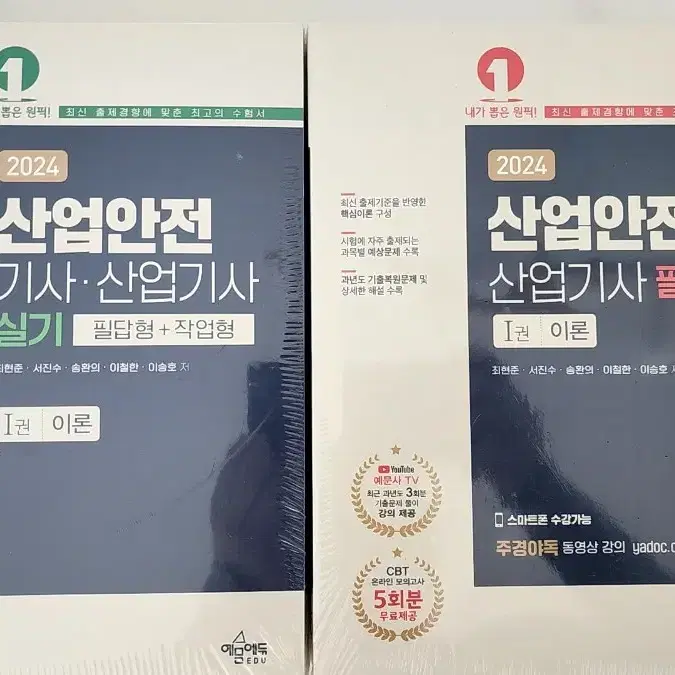 1
뽑은 원픽!
최신 출제경향에 맞춘 최고의 수험서
2024
산업안전
기사·산업기사
실기 필답형+작업형
최현준·서진수·송환의·이철한·이승호 저
I권 이론
예문에듀
EDU
1
내가 뽑은 원픽!
최신 출제경향에 맞춘
최신 출제기준을 반영한
핵심이론 구성
시험에 자주 출제되는
과목별 예상문제 수록
과년도 기출복원문제 및
상세한 해설 수록
2024
산업안전
산업기사 필
I권 이론
최현준·서진수·송환의·이철한·이승호
YouTube
예문사 TV
최근 과년도 3회분
기출문제 풀이
강의 제공
CBT
온라인 모의고사
5회분
무료제공
스마트폰 수강가능
주경야독 동영상 강의 yadoc.c